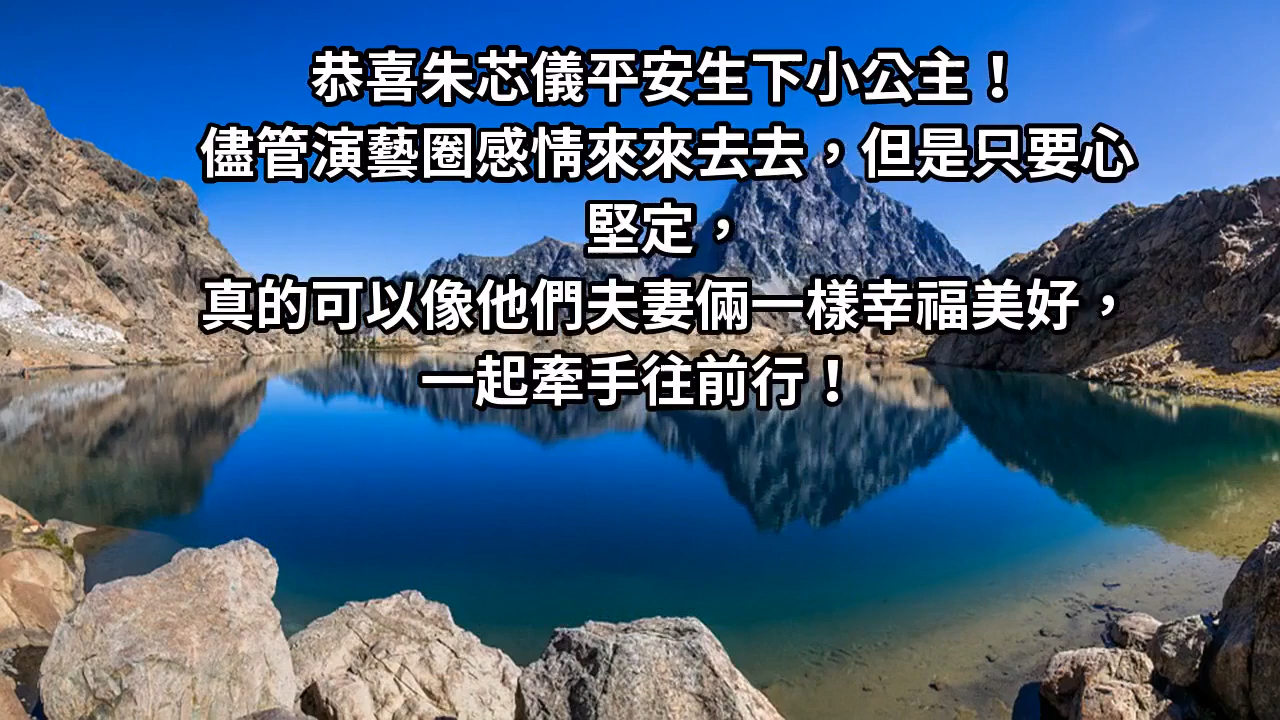 恭喜朱芯儀平安生下小公主！
儘管演藝圈感情來來去去，但是只要心
堅定，
真的可以像他們夫妻倆一樣幸福美好，
一起牽手往前行！